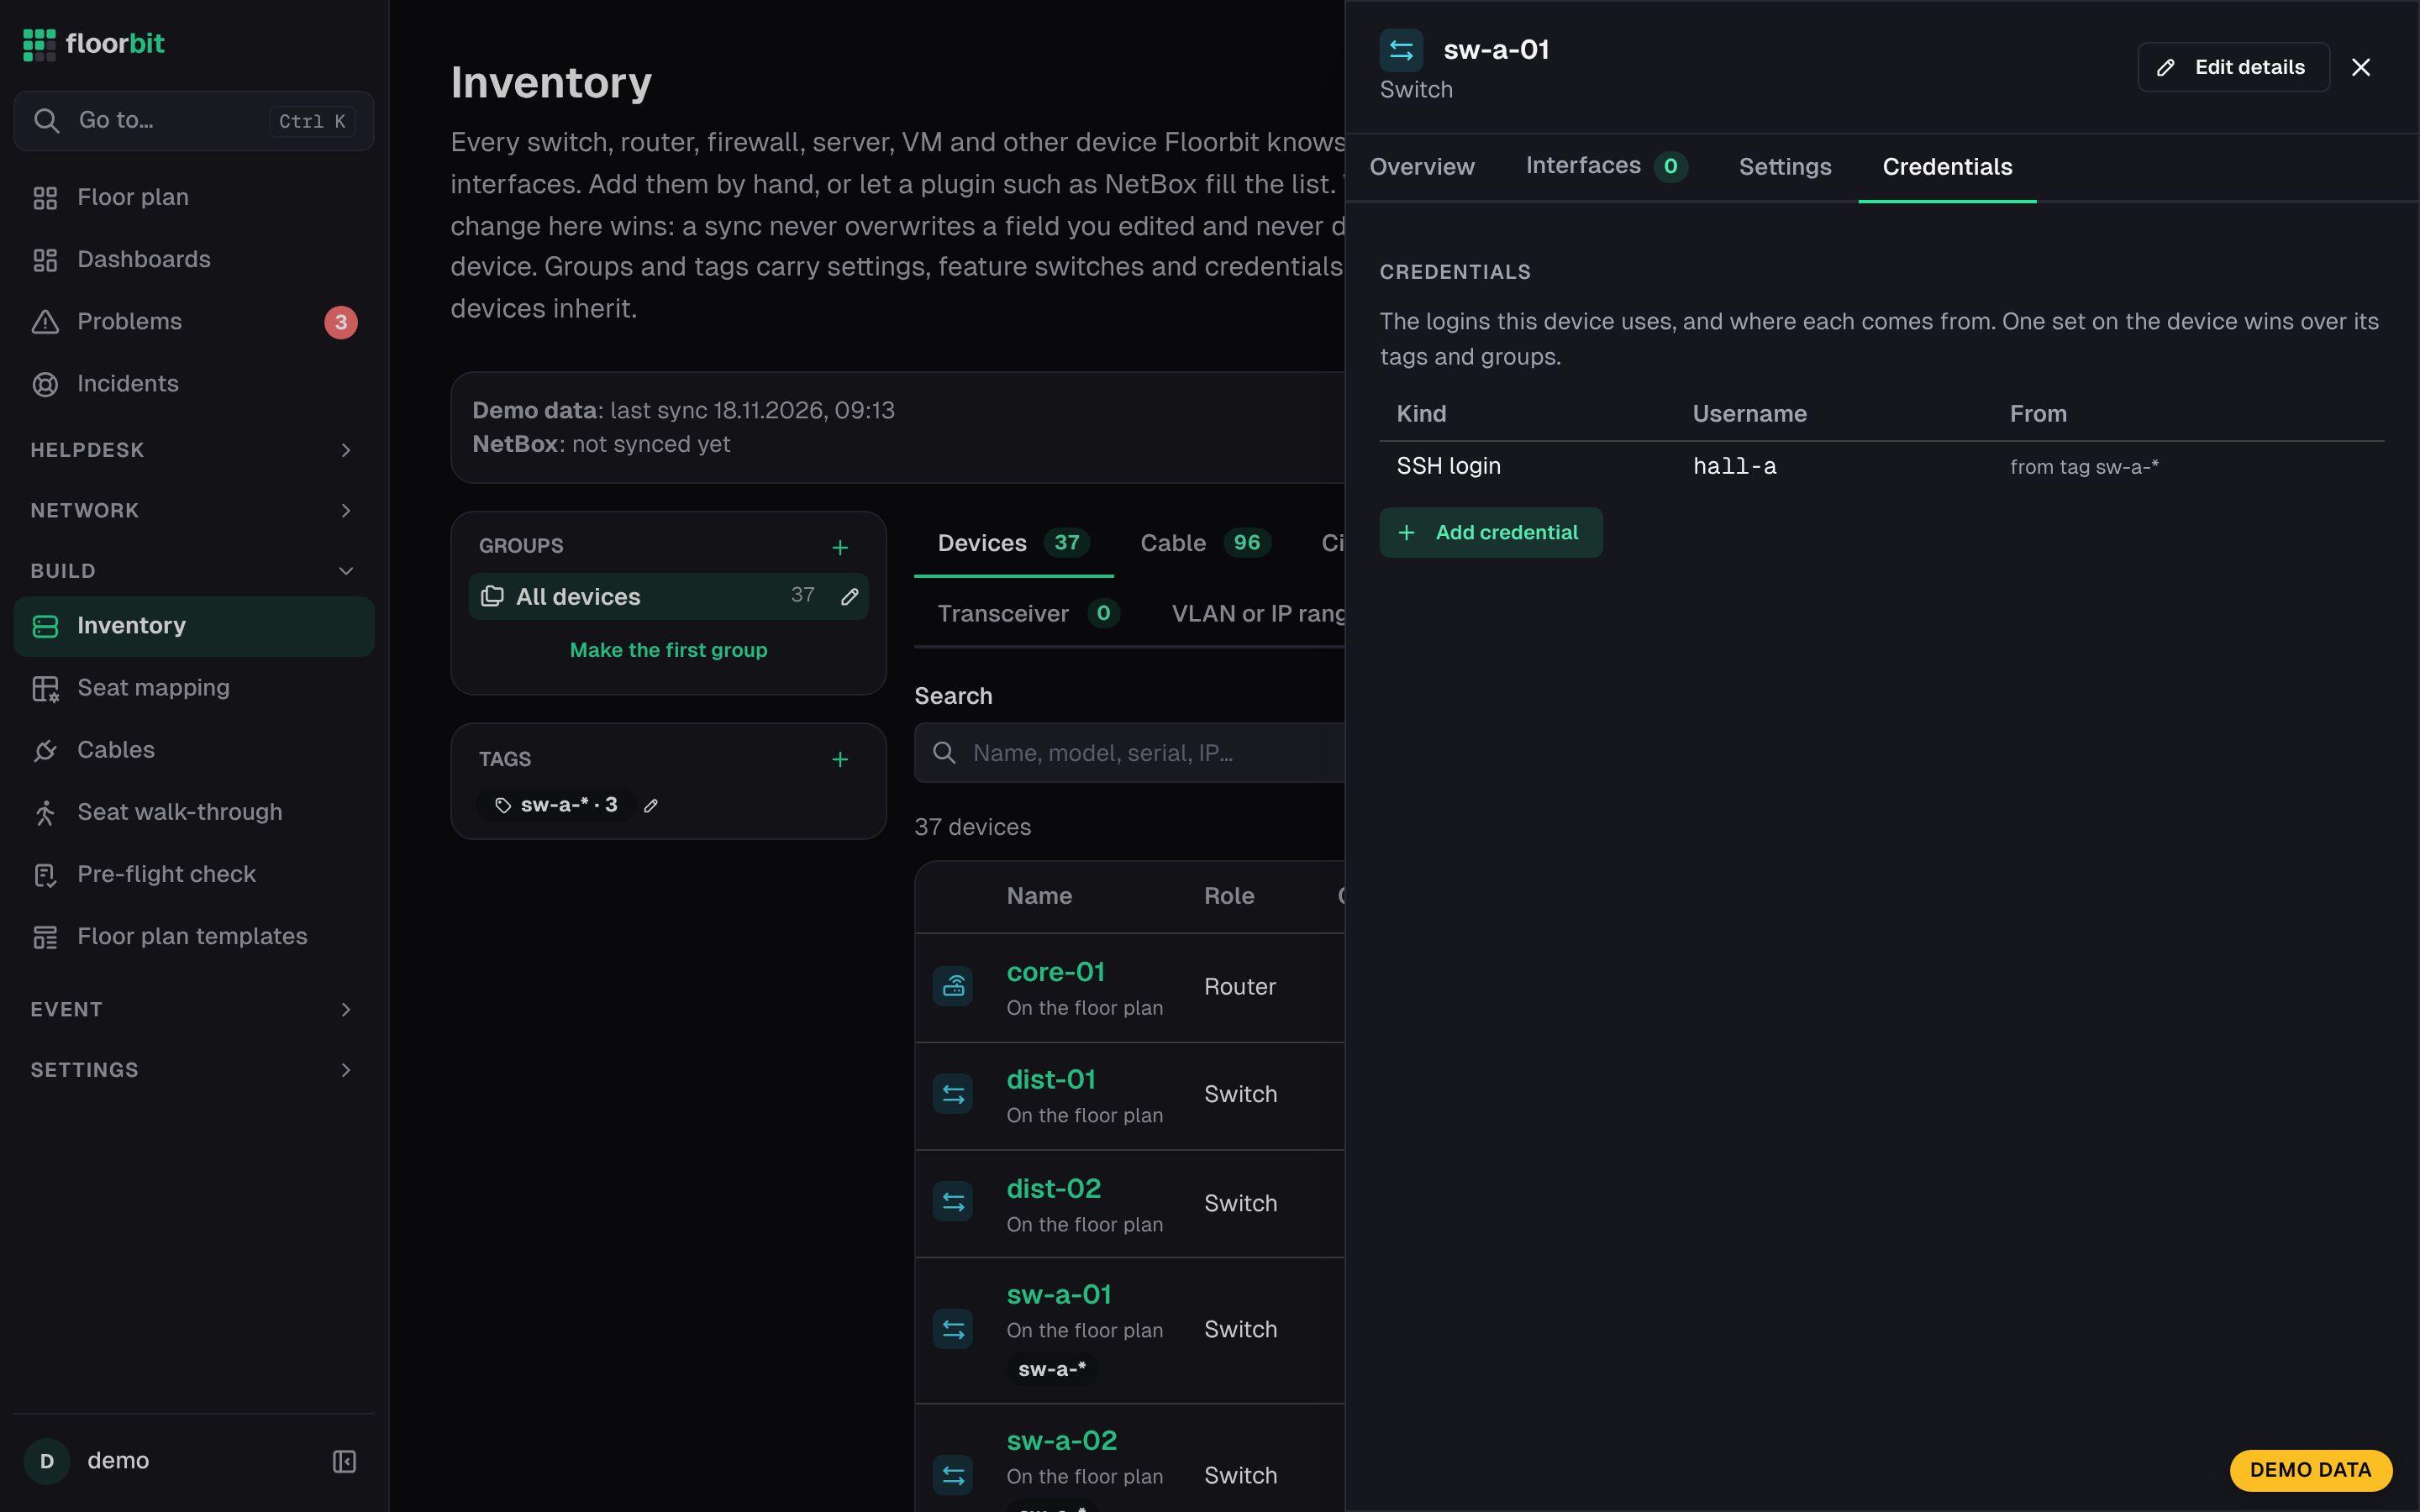 floorbit
Go to...
Ctrl K
Floor plan
Dashboards
Problems
3
Incidents
HELPDESK
NETWORK
BUILD
Inventory
Seat mapping
Cables
Seat walk-through
Pre-flight check
Floor plan templates
EVENT
SETTINGS
D
demo
Inventory
Every switch, router, firewall, server, VM and other device Floorbit knows
interfaces. Add them by hand, or let a plugin such as NetBox fill the list.
change here wins: a sync never overwrites a field you edited and never d
device. Groups and tags carry settings, feature switches and credentials
devices inherit.
Demo data: last sync 18.11.2026, 09:13
NetBox: not synced yet
GROUPS
All devices 37
Make the first group
TAGS
sw-a-* · 3
Devices 37 Cable 96 Ci
Transceiver 0 VLAN or IP rang
Search
Name, model, serial, IP...
37 devices
Name Role
core-01
On the floor plan
Router
dist-01
On the floor plan
Switch
dist-02
On the floor plan
Switch
sw-a-01
On the floor plan
sw-a-*
Switch
sw-a-02
On the floor plan
Switch
sw-a-01
Switch
Edit details
Overview Interfaces 0 Settings Credentials
CREDENTIALS
The logins this device uses, and where each comes from. One set on the device wins over its
tags and groups.
Kind Username From
SSH login hall-a from tag sw-a-*
+ Add credential
DEMO DATA